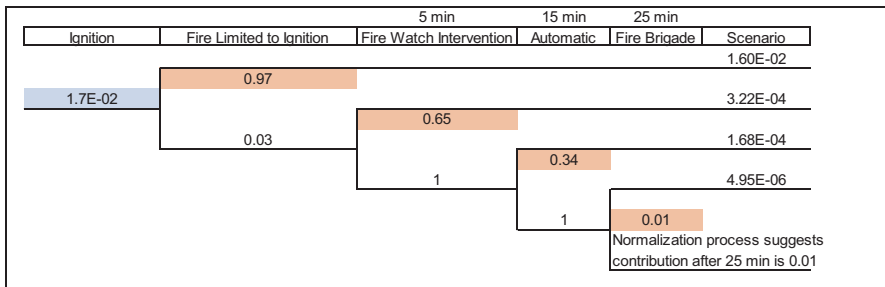 5 min 15 min 25 min
Ignition Fire Limited to Ignition Fire Watch Intervention Automatic Fire Brigade Scenario
1.60E-02
0.97
1.7E-02 3.22E-04
0.65
0.03 1.68E-04
0.34
1 4.95E-06
1 0.01
Normalization process suggests
contribution after 25 min is 0.01